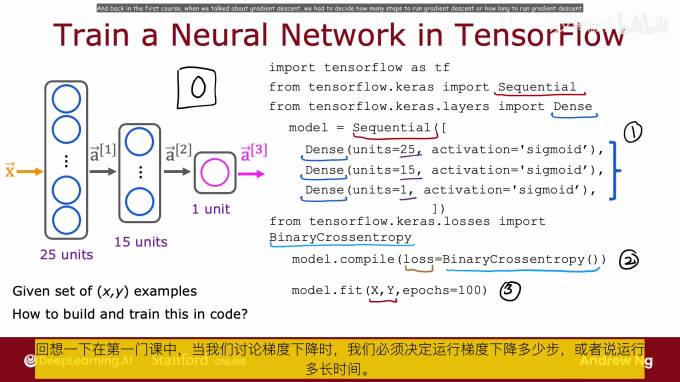 And back in the first course, when we talked about gradient descent, we had to decide how many steps to run gradient descent or how long to run gradient descent,
bilibili
Train a Neural Network in TensorFlow
0
import tensorflow as tf
from tensorflow.keras import Sequential
from tensorflow.keras.layers import Dense
model = Sequential([
Dense(units=25, activation='sigmoid'),
Dense(units=15, activation='sigmoid'),
Dense(units=1, activation='sigmoid'),
])
①
from tensorflow.keras.losses import
BinaryCrossentropy
model.compile(loss=BinaryCrossentropy()) ②
model.fit(X,Y,epochs=100) ③
x⃗
a⃗[1]
a⃗[2]
a⃗[3]
25 units
15 units
1 unit
Given set of (x,y) examples
How to build and train this in code?
DeepLearning.AI Stanford ONLINE Andrew Ng
回想一下在第一门课中，当我们讨论梯度下降时，我们必须决定运行梯度下降多少步，或者说运行
多长时间。